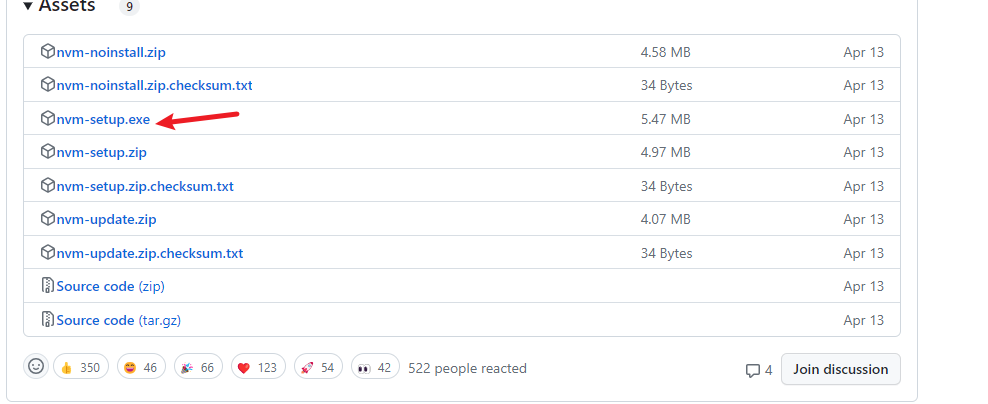 Assets 9
nvm-noinstall.zip 4.58 MB Apr 13
nvm-noinstall.zip.checksum.txt 34 Bytes Apr 13
nvm-setup.exe 5.47 MB Apr 13
nvm-setup.zip 4.97 MB Apr 13
nvm-setup.zip.checksum.txt 34 Bytes Apr 13
nvm-update.zip 4.07 MB Apr 13
nvm-update.zip.checksum.txt 34 Bytes Apr 13
Source code (zip) Apr 13
Source code (tar.gz) Apr 13
350 46 66 123 54 42 522 people reacted 4 Join discussion